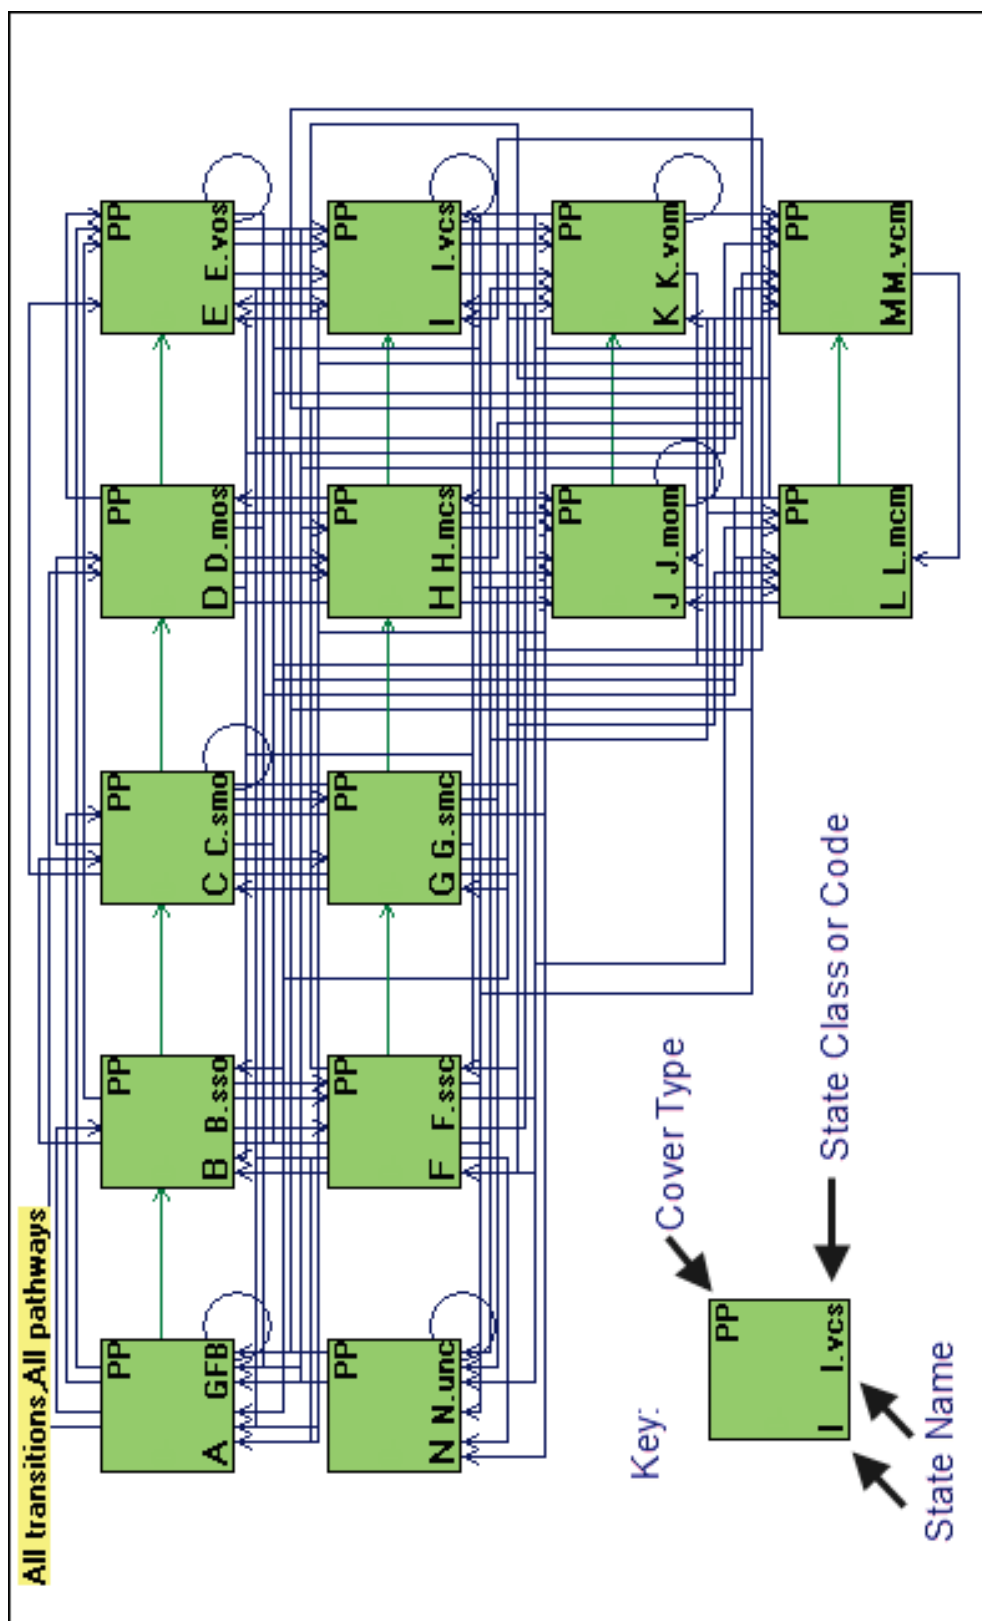 All transitions,All pathways
PP PP PP PP PP
A GFB B B.sso C C.smo D D.mos E E.vos
PP PP PP PP PP
N N.unc F F.ssc G G.smc H H.mcs I I.vcs
PP PP
J J.mom K K.vom
PP PP
L L.mcm M M.vcm
Key:
Cover Type
PP
I I.vcs
State Class or Code
State Name